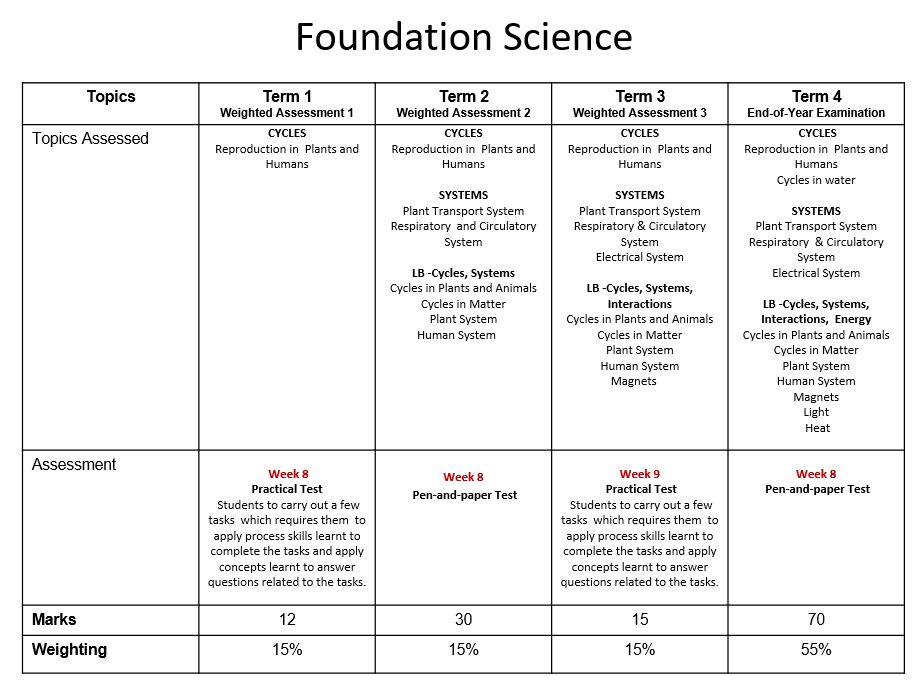 Foundation Science
Topics
Term 1
Weighted Assessment 1
Term 2
Weighted Assessment 2
Term 3
Weighted Assessment 3
Term 4
End-of-Year Examination
Topics Assessed
CYCLES
Reproduction in Plants and
Humans
CYCLES
Reproduction in Plants and
Humans
SYSTEMS
Plant Transport System
Respiratory and Circulatory
System
LB -Cycles, Systems
Cycles in Plants and Animals
Cycles in Matter
Plant System
Human System
CYCLES
Reproduction in Plants and
Humans
SYSTEMS
Plant Transport System
Respiratory & Circulatory
System
Electrical System
LB -Cycles, Systems,
Interactions
Cycles in Plants and Animals
Cycles in Matter
Plant System
Human System
Magnets
CYCLES
Reproduction in Plants and
Humans
Cycles in water
SYSTEMS
Plant Transport System
Respiratory & Circulatory
System
Electrical System
LB -Cycles, Systems,
Interactions, Energy
Cycles in Plants and Animals
Cycles in Matter
Plant System
Human System
Magnets
Light
Heat
Assessment
Week 8
Practical Test
Students to carry out a few
tasks which requires them to
apply process skills learnt to
complete the tasks and apply
concepts learnt to answer
questions related to the tasks.
Week 8
Pen-and-paper Test
Week 9
Practical Test
Students to carry out a few
tasks which requires them to
apply process skills learnt to
complete the tasks and apply
concepts learnt to answer
questions related to the tasks.
Week 8
Pen-and-paper Test
Marks
12
30
15
70
Weighting
15%
15%
15%
55%